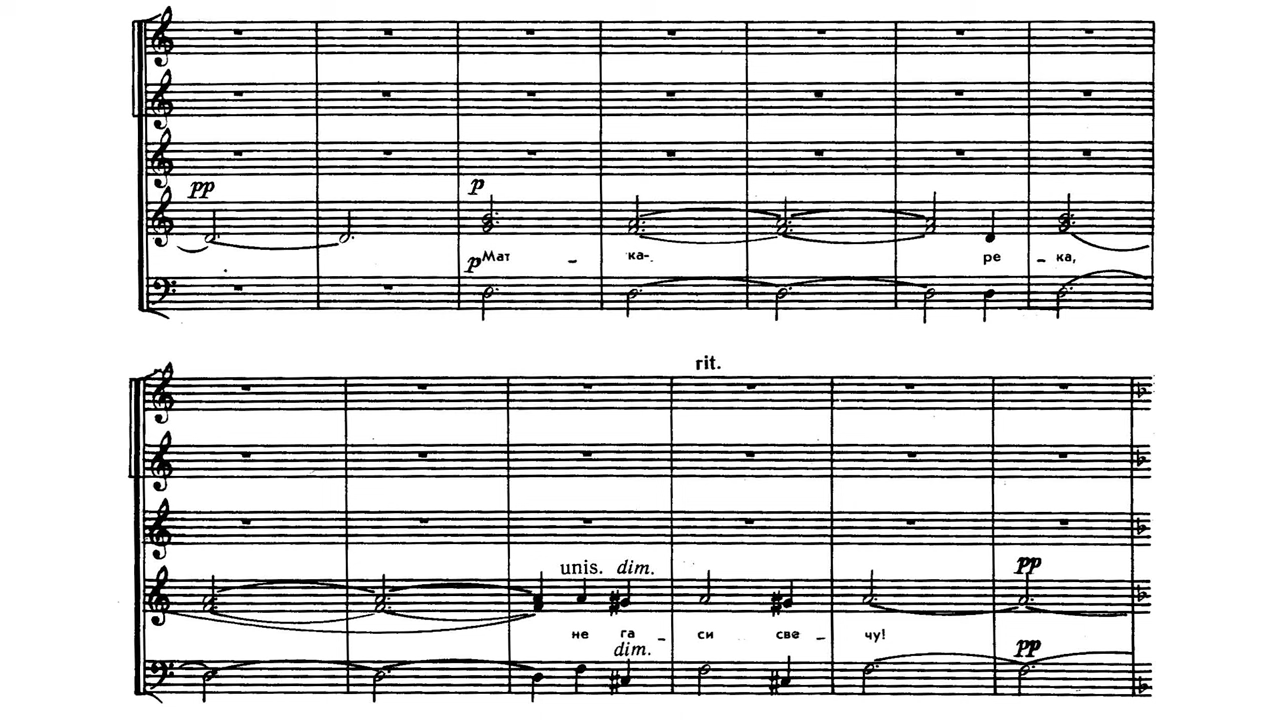 pp p
Мат - ка- ре - ка,
p
rit.
unis. dim. pp
не га - си све - чу!
dim. pp